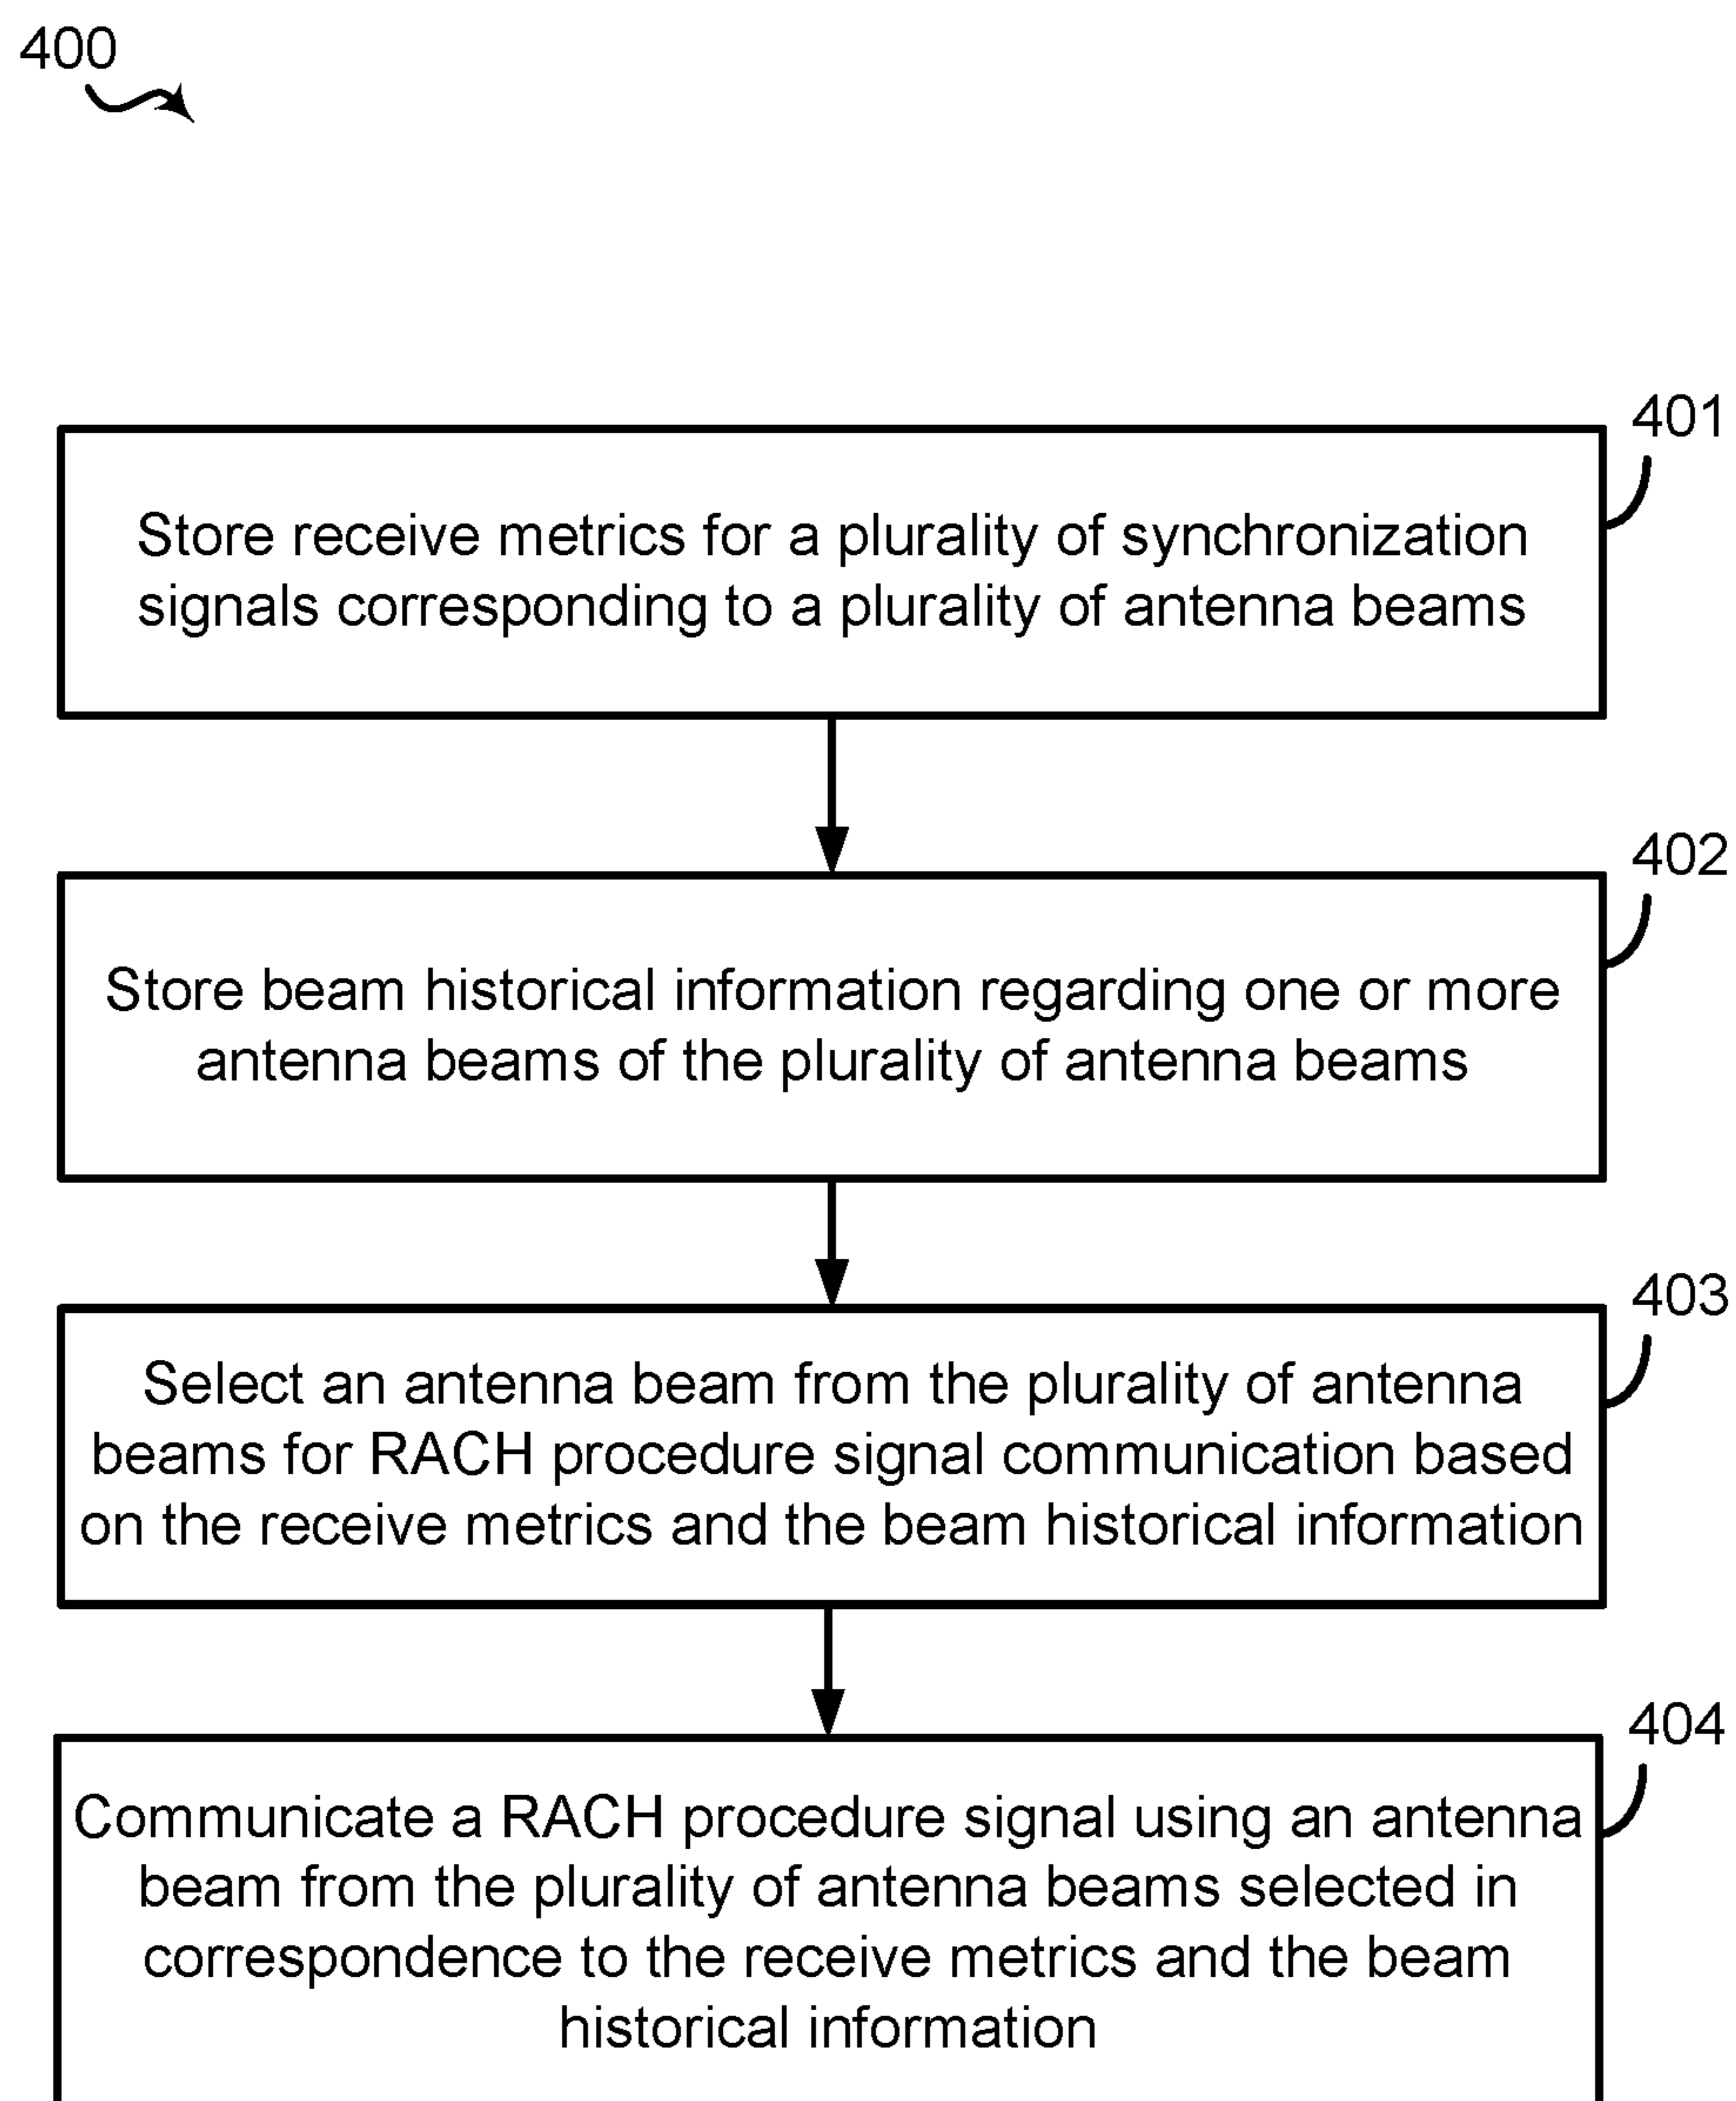 400
401
Store receive metrics for a plurality of synchronization
signals corresponding to a plurality of antenna beams
402
Store beam historical information regarding one or more
antenna beams of the plurality of antenna beams
403
Select an antenna beam from the plurality of antenna
beams for RACH procedure signal communication based
on the receive metrics and the beam historical information
404
Communicate a RACH procedure signal using an antenna
beam from the plurality of antenna beams selected in
correspondence to the receive metrics and the beam
historical information